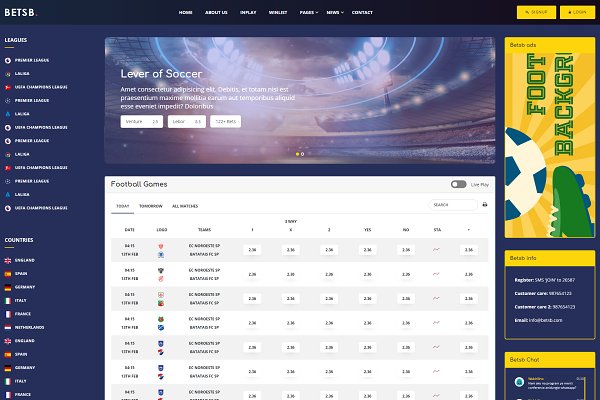 BETSB.
HOME ABOUT US INPLAY WINLIST PAGES NEWS CONTACT
SIGNUP LOGIN
LEAGUES
PREMIER LEAGUE
LALIGA
UEFA CHAMPIONS LEAGUE
PREMIER LEAGUE
LALIGA
UEFA CHAMPIONS LEAGUE
PREMIER LEAGUE
LALIGA
UEFA CHAMPIONS LEAGUE
PREMIER LEAGUE
LALIGA
UEFA CHAMPIONS LEAGUE
COUNTRIES
ENGLAND
SPAIN
GERMANY
ITALY
FRANCE
NETHERLANDS
ENGLAND
SPAIN
GERMANY
ITALY
FRANCE
Lever of Soccer
Amet consectetur adipisicing elit. Debitis, et totam nisi est
praesentium maxime mollitia earum aut temporibus aliquid
esse eveniet impedit? Doloribus
Venture 2.5 Lebor 5.5 122+ Bets
Football Games
Live Play
TODAY TOMORROW ALL MATCHES
SEARCH
3 WAY
DATE LOGO TEAMS 1 X 2 YES NO STA +
04:15 EC NOROESTE SP
13TH FEB BATATAIS FC SP
2.36 2.36 2.36 2.36 2.36 2.36
04:15 EC NOROESTE SP
13TH FEB BATATAIS FC SP
2.36 2.36 2.36 2.36 2.36 2.36
04:15 EC NOROESTE SP
13TH FEB BATATAIS FC SP
2.36 2.36 2.36 2.36 2.36 2.36
04:15 EC NOROESTE SP
13TH FEB BATATAIS FC SP
2.36 2.36 2.36 2.36 2.36 2.36
04:15 EC NOROESTE SP
13TH FEB BATATAIS FC SP
2.36 2.36 2.36 2.36 2.36 2.36
04:15 EC NOROESTE SP
13TH FEB BATATAIS FC SP
2.36 2.36 2.36 2.36 2.36 2.36
04:15 EC NOROESTE SP
Betsb ads
FOOT
BACKGRO
Betsb info
Register: SMS 'JOIN' to 20587
Customer care: 987654123
Customer care 2: 987654123
Email: info@betsb.com
Betsb Chat